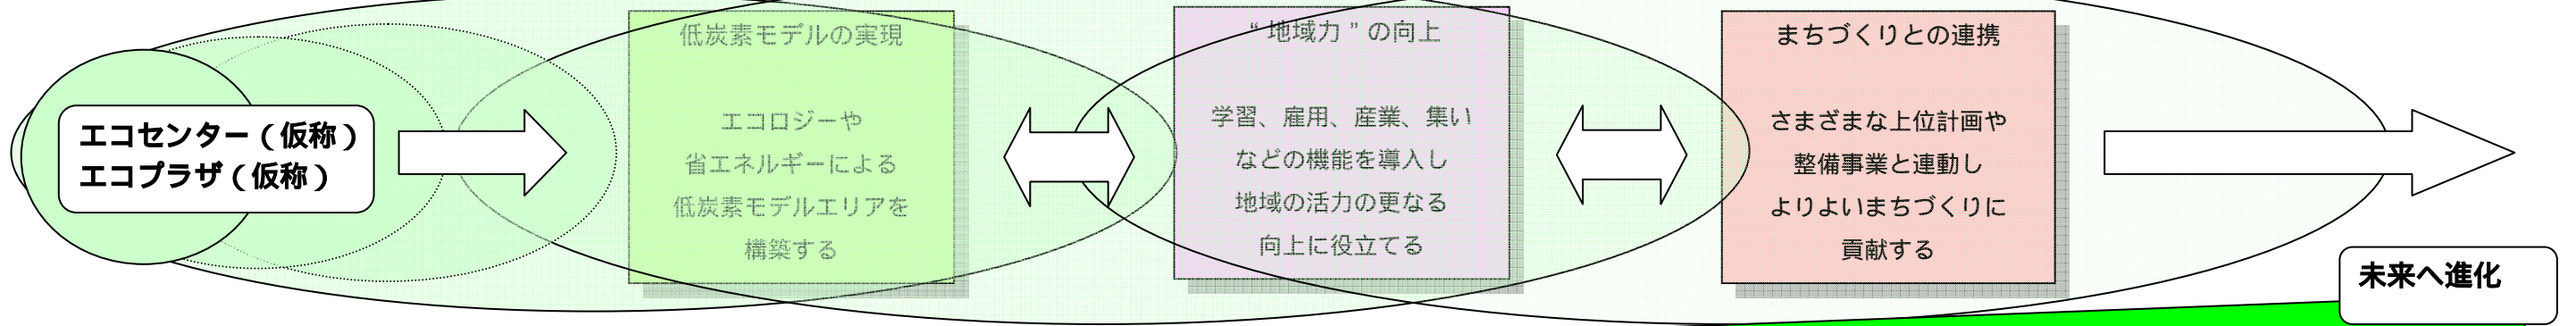 エコセンター（仮称）
エコプラザ（仮称）
低炭素モデルの実現
エコロジーや
省エネルギーによる
低炭素モデルエリアを
構築する
“地域力”の向上
学習、雇用、産業、集い
などの機能を導入し
地域の活力の更なる
向上に役立てる
まちづくりとの連携
さまざまな上位計画や
整備事業と連動し
よりよいまちづくりに
貢献する
未来へ進化